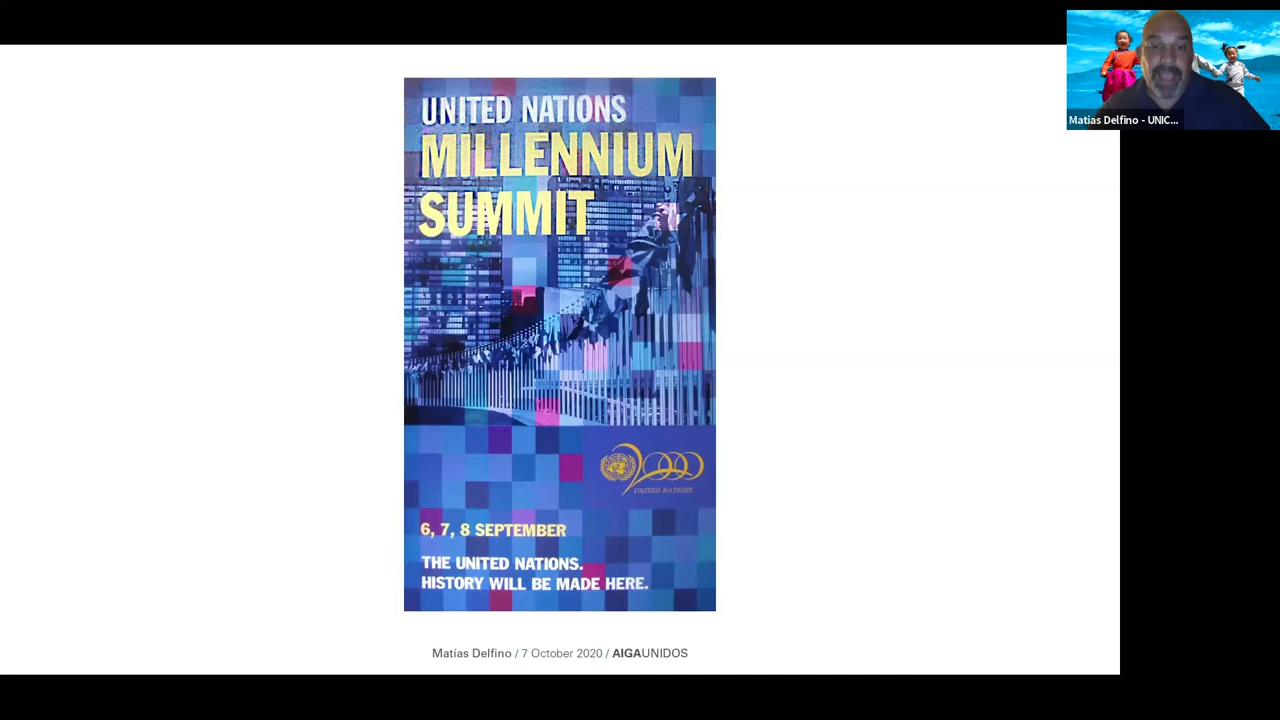 Matias Delfino - UNIC...
UNITED NATIONS
MILLENNIUM
SUMMIT
2000
UNITED NATIONS
6, 7, 8 SEPTEMBER
THE UNITED NATIONS.
HISTORY WILL BE MADE HERE.
Matías Delfino / 7 October 2020 / AIGAUNIDOS